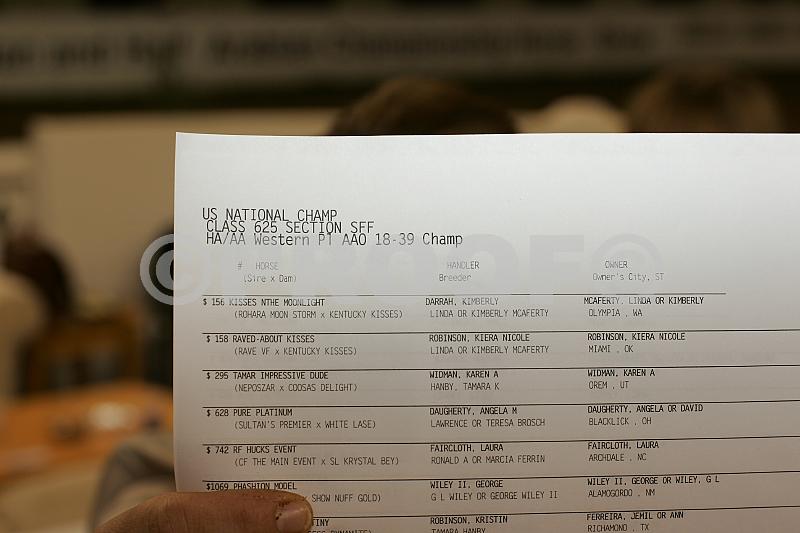 US NATIONAL CHAMP
CLASS 625 SECTION SFF
HA/AA Western Pl AAO 18-39 Champ
# HORSE HANDLER OWNER
(Sire x Dam) Breeder Owner's City, ST
$ 156 KISSES NTHE MOONLIGHT DARRAH, KIMBERLY MCAFERTY, LINDA OR KIMBERLY
(ROHARA MOON STORM x KENTUCKY KISSES) LINDA OR KIMBERLY MCAFERTY OLYMPIA , WA
$ 158 RAVED-ABOUT KISSES ROBINSON, KIERA NICOLE ROBINSON, KIERA NICOLE
(RAVE VF x KENTUCKY KISSES) LINDA OR KIMBERLY MCAFERTY MIAMI , OK
$ 295 TAMAR IMPRESSIVE DUDE WIDMAN, KAREN A WIDMAN, KAREN A
(NEPOSZAR x COOSAS DELIGHT) HANBY, TAMARA K OREM , UT
$ 628 PURE PLATINUM DAUGHERTY, ANGELA M DAUGHERTY, ANGELA OR DAVID
(SULTAN'S PREMIER x WHITE LASE) LAWRENCE OR TERESA BROSCH BLACKLICK , OH
$ 742 RF HUCKS EVENT FAIRCLOTH, LAURA FAIRCLOTH, LAURA
(CF THE MAIN EVENT x SL KRYSTAL BEY) RONALD A OR MARCIA FERRIN ARCHDALE , NC
$1069 PHASHION MODEL WILEY II, GEORGE WILEY II, GEORGE OR WILEY, G L
x SHOW NUFF GOLD) G L WILEY OR GEORGE WILEY II ALAMOGORDO , NM
TINY ROBINSON, KRISTIN FERREIRA, JEMIL OR ANN
DYNAMITE) TAMARA HANBY RICHAMOND , TX